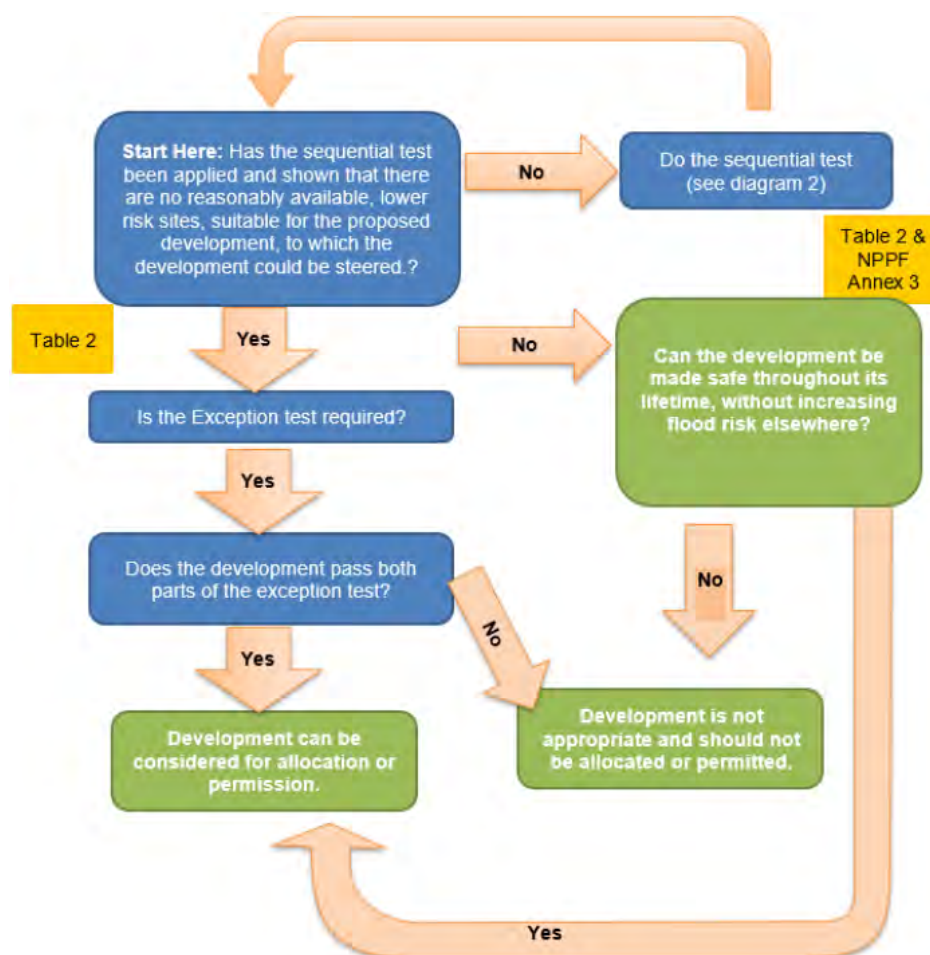 Start Here: Has the sequential test
been applied and shown that there
are no reasonably available, lower
risk sites, suitable for the proposed
development, to which the
development could be steered.?
No
Do the sequential test
(see diagram 2)
Table 2 &
NPPF
Annex 3
Table 2
Yes
No
Can the development be
made safe throughout its
lifetime, without increasing
flood risk elsewhere?
Is the Exception test required?
Yes
Does the development pass both
parts of the exception test?
No
No
Yes
Development can be
considered for allocation or
permission.
Development is not
appropriate and should not
be allocated or permitted.
Yes